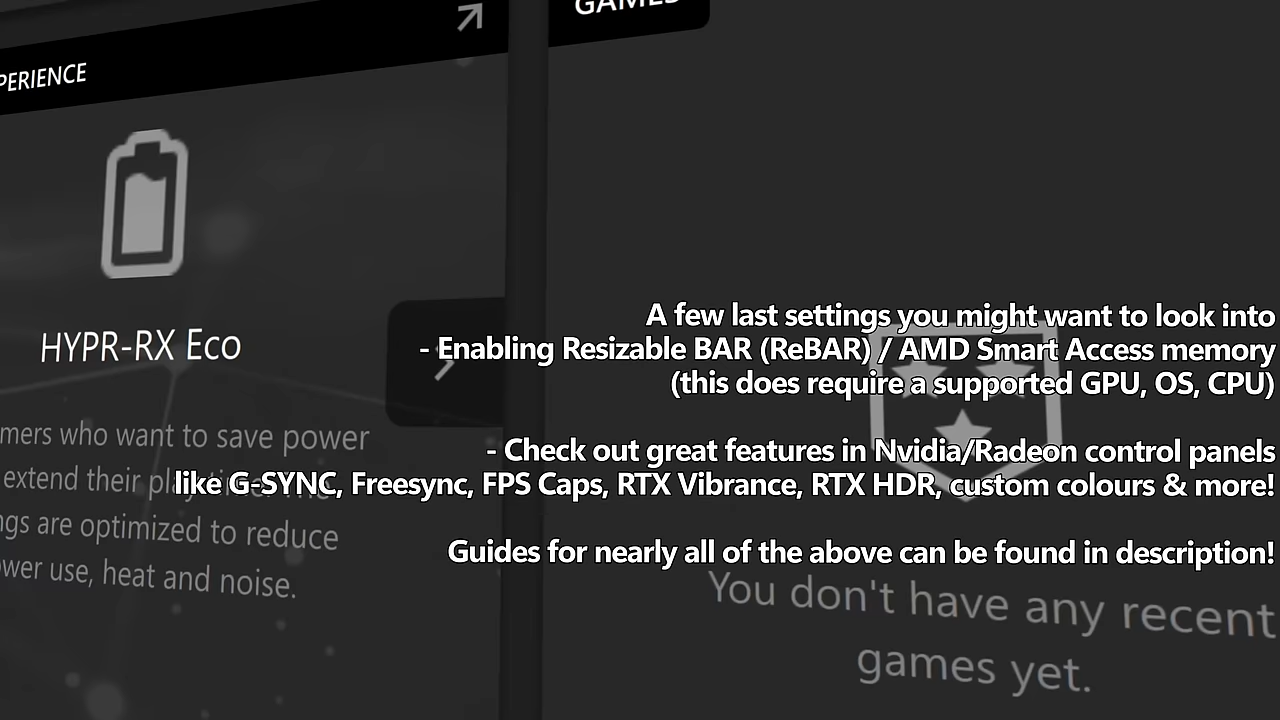 GAMES
PERIENCE
HYPR-RX Eco
mers who want to save power
extend their
ngs are optimized to reduce
wer use, heat and noise.
A few last settings you might want to look into
- Enabling Resizable BAR (ReBAR) / AMD Smart Access memory
(this does require a supported GPU, OS, CPU)
- Check out great features in Nvidia/Radeon control panels
like G-SYNC, Freesync, FPS Caps, RTX Vibrance, RTX HDR, custom colours & more!
Guides for nearly all of the above can be found in description!
You don't have any recent
games yet.